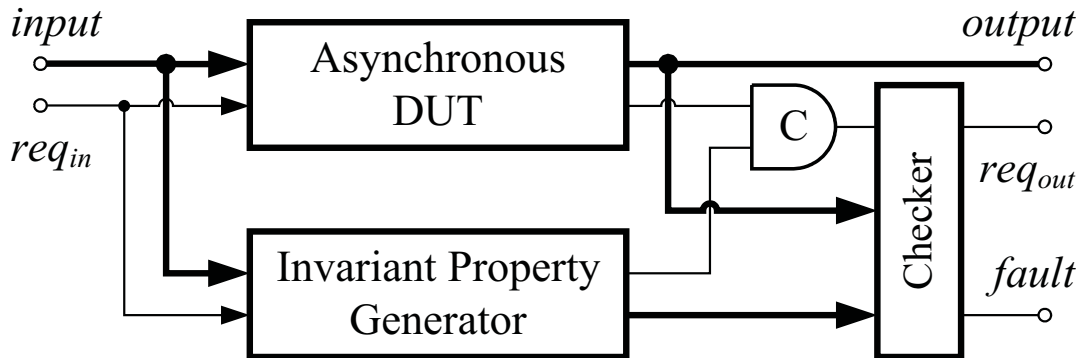 input
Asynchronous
DUT
output
req_in
C
req_out
Checker
Invariant Property
Generator
fault